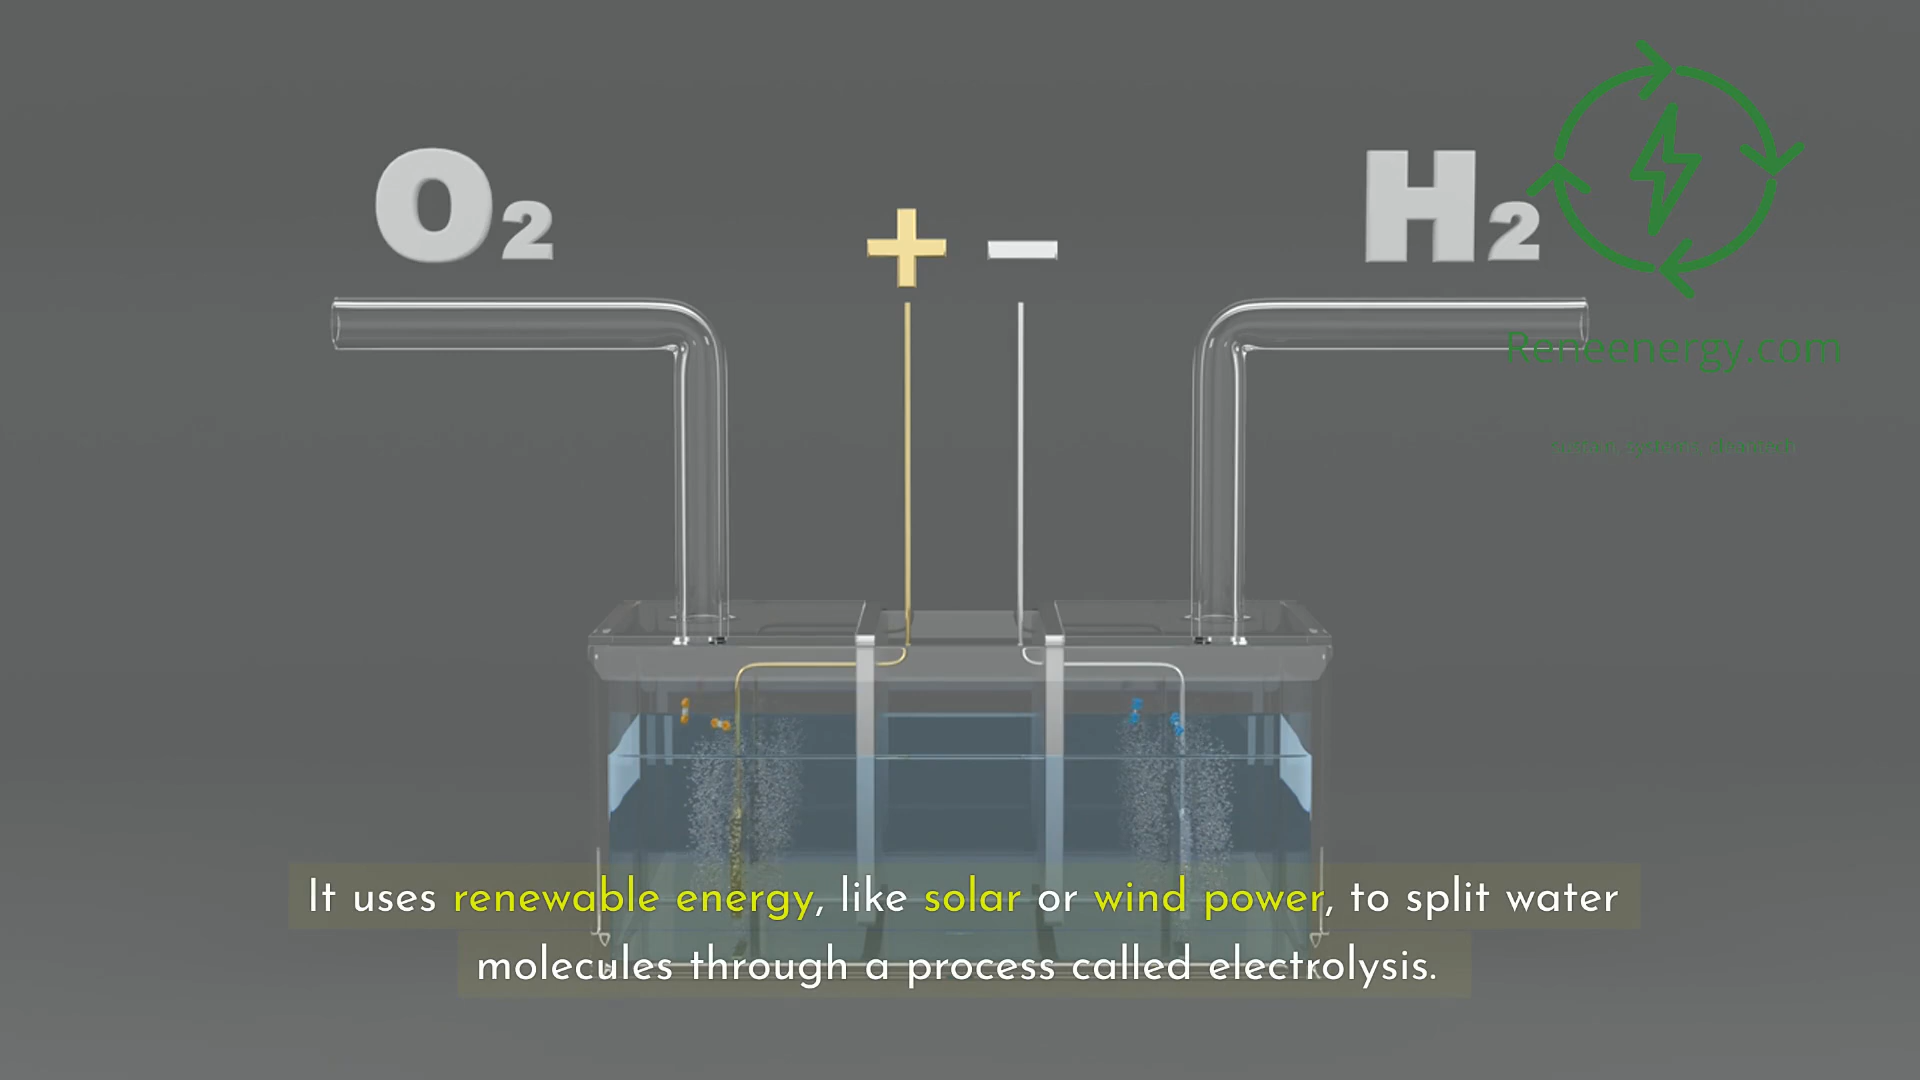 O2
+ −
H2
Reneenergy.com
It uses renewable energy, like solar or wind power, to split water
molecules through a process called electrolysis.